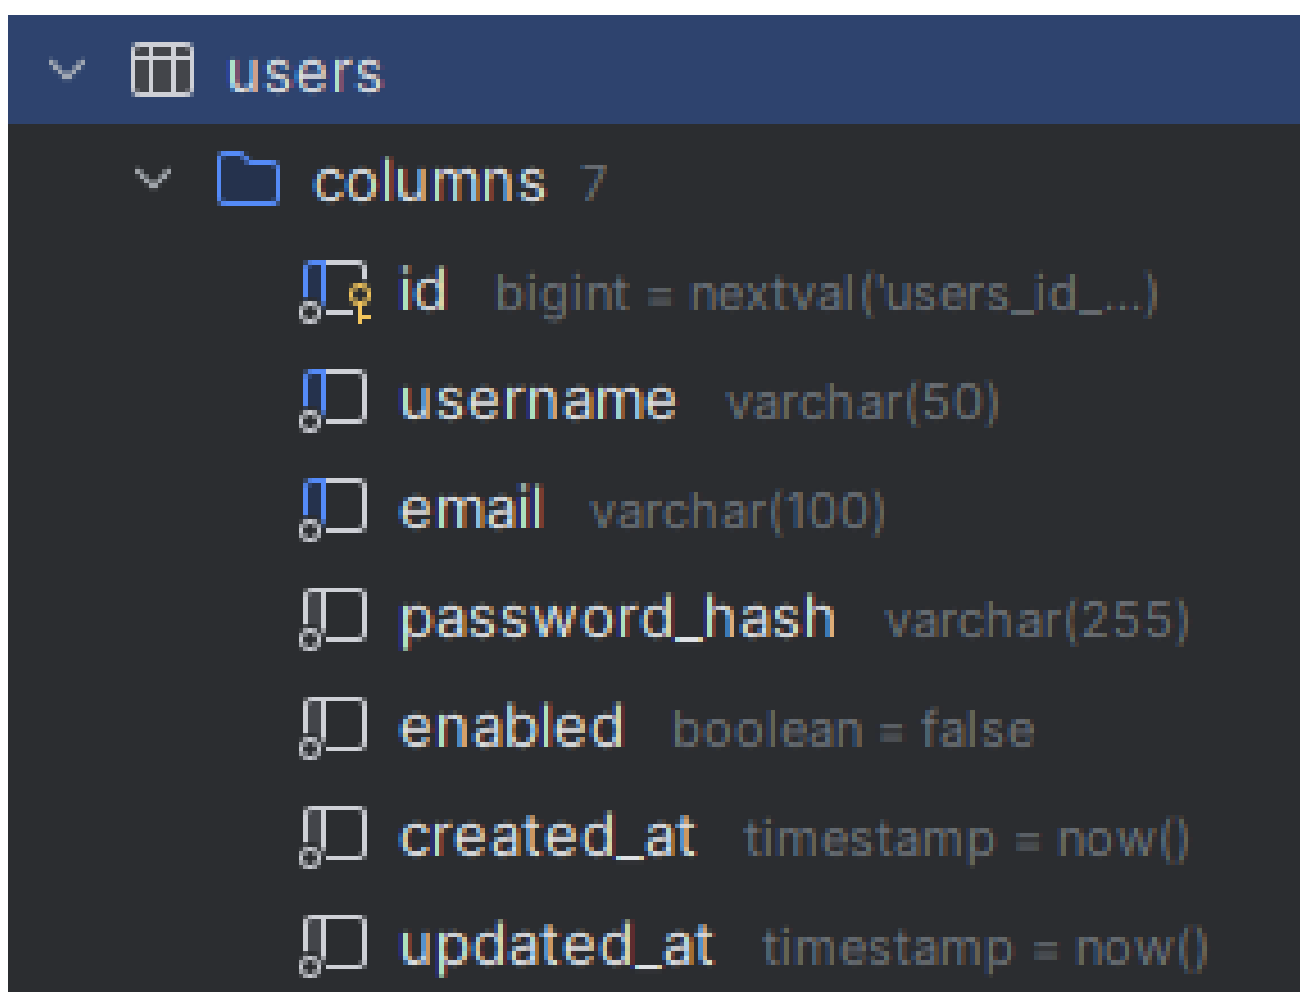 users
columns 7
id bigint = nextval('users_id_...)
username varchar(50)
email varchar(100)
password_hash varchar(255)
enabled boolean = false
created_at timestamp = now()
updated_at timestamp = now()